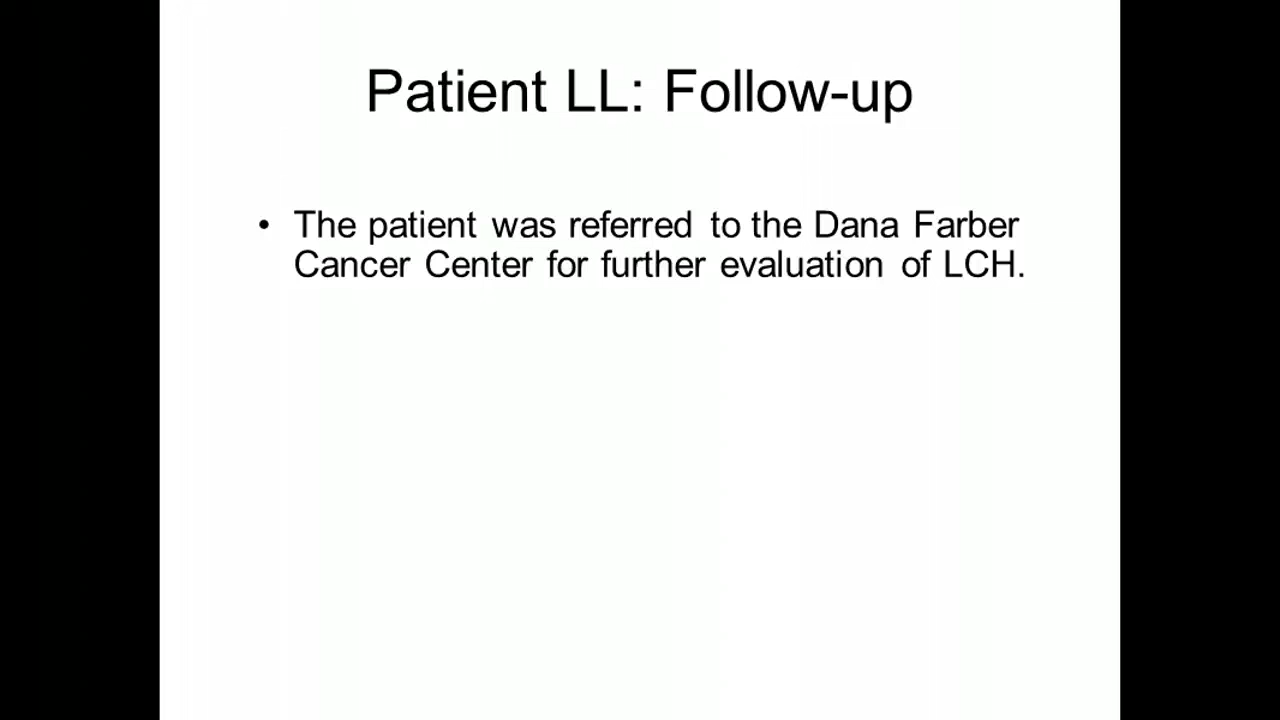 Patient LL: Follow-up
• The patient was referred to the Dana Farber
Cancer Center for further evaluation of LCH.